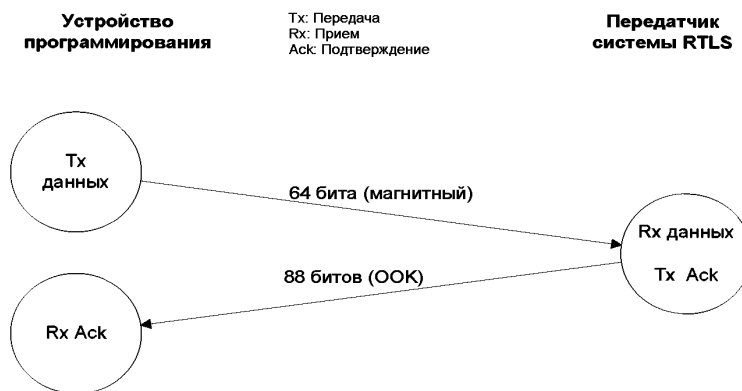 Устройство
программирования
Tx: Передача
Rx: Прием
Ack: Подтверждение
Передатчик
системы RTLS
Tx
данных
64 бита (магнитный)
Rx данных
Tx Ack
88 битов (OOK)
Rx Ack